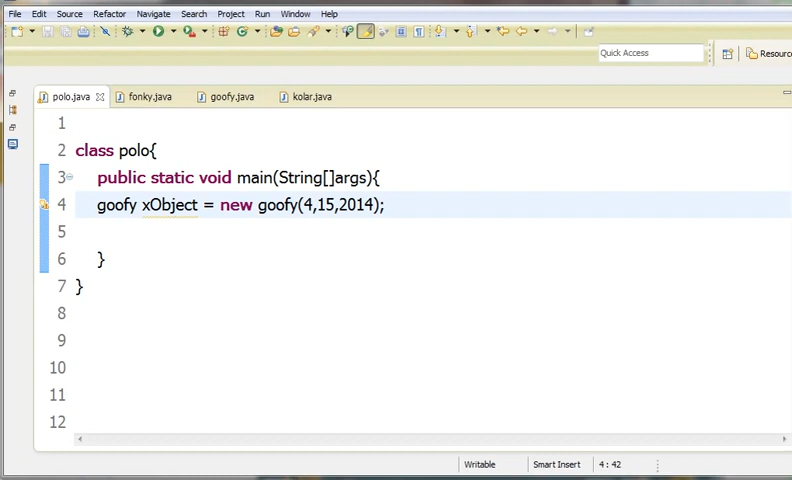 File Edit Source Refactor Navigate Search Project Run Window Help
Quick Access
Resource
polo.java fonky.java goofy.java kolar.java
1
2 class polo{
3 public static void main(String[]args){
4 goofy xObject = new goofy(4,15,2014);
5
6 }
7 }
8
9
10
11
12
Writable Smart Insert 4 : 42